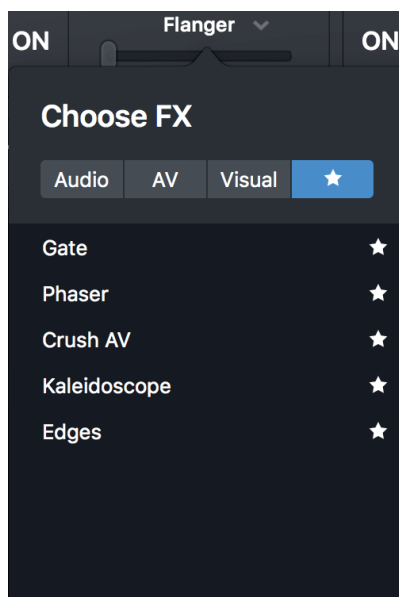 ON Flanger ON
Choose FX
Audio AV Visual
Gate
Phaser
Crush AV
Kaleidoscope
Edges